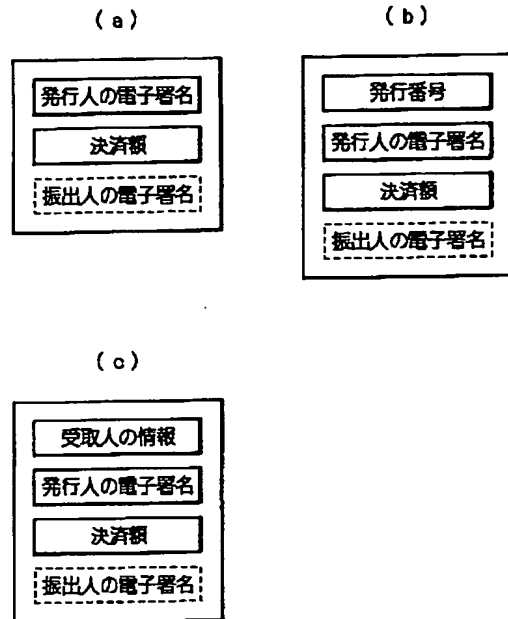 (a)
発行人の電子署名
決済額
振出人の電子署名
(b)
発行番号
発行人の電子署名
決済額
振出人の電子署名
(c)
受取人の情報
発行人の電子署名
決済額
振出人の電子署名